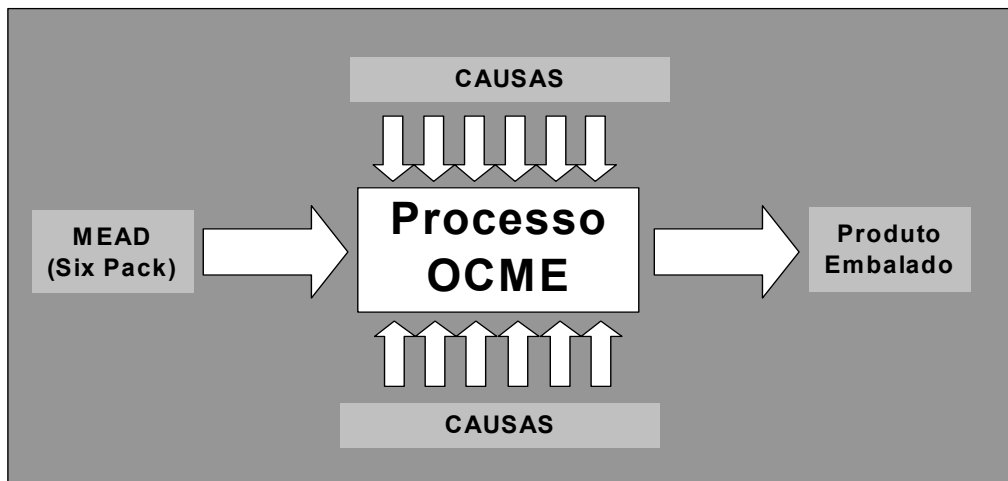 CAUSAS
MEAD
(Six Pack)
Processo
OCME
Produto
Embalado
CAUSAS